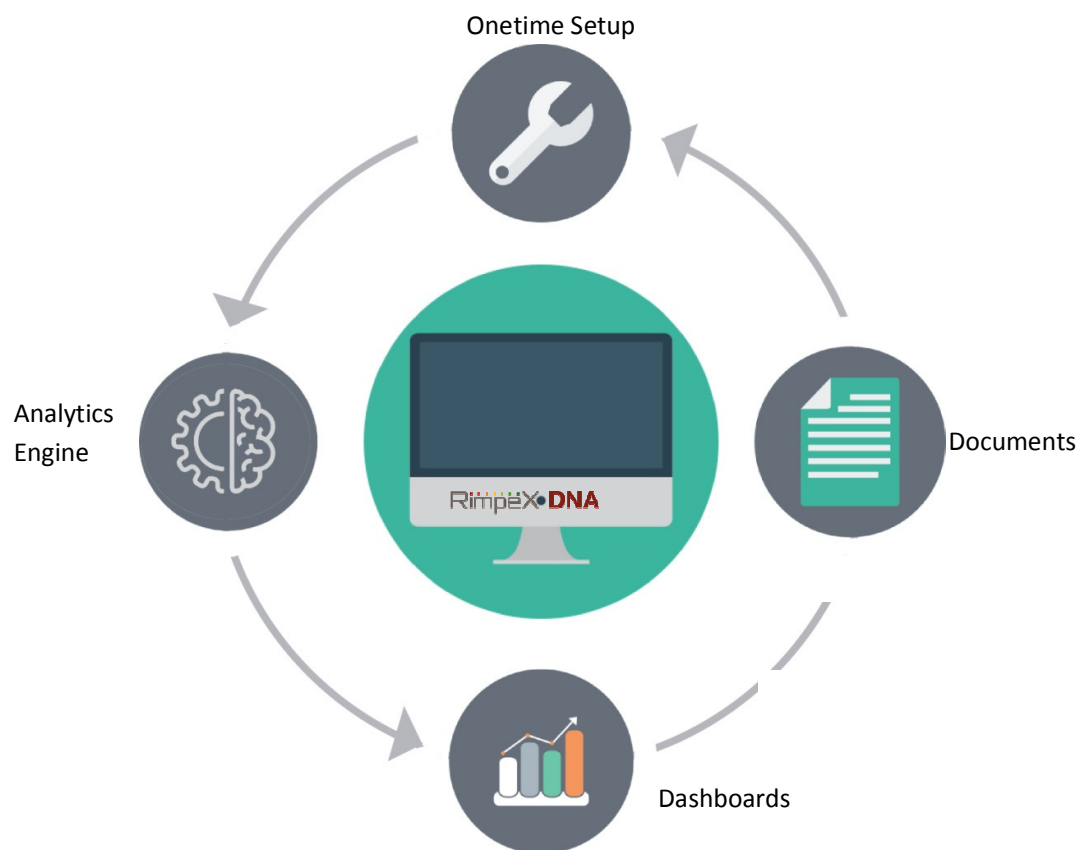 Onetime Setup
Analytics
Engine
Documents
RimpeX•DNA
Dashboards